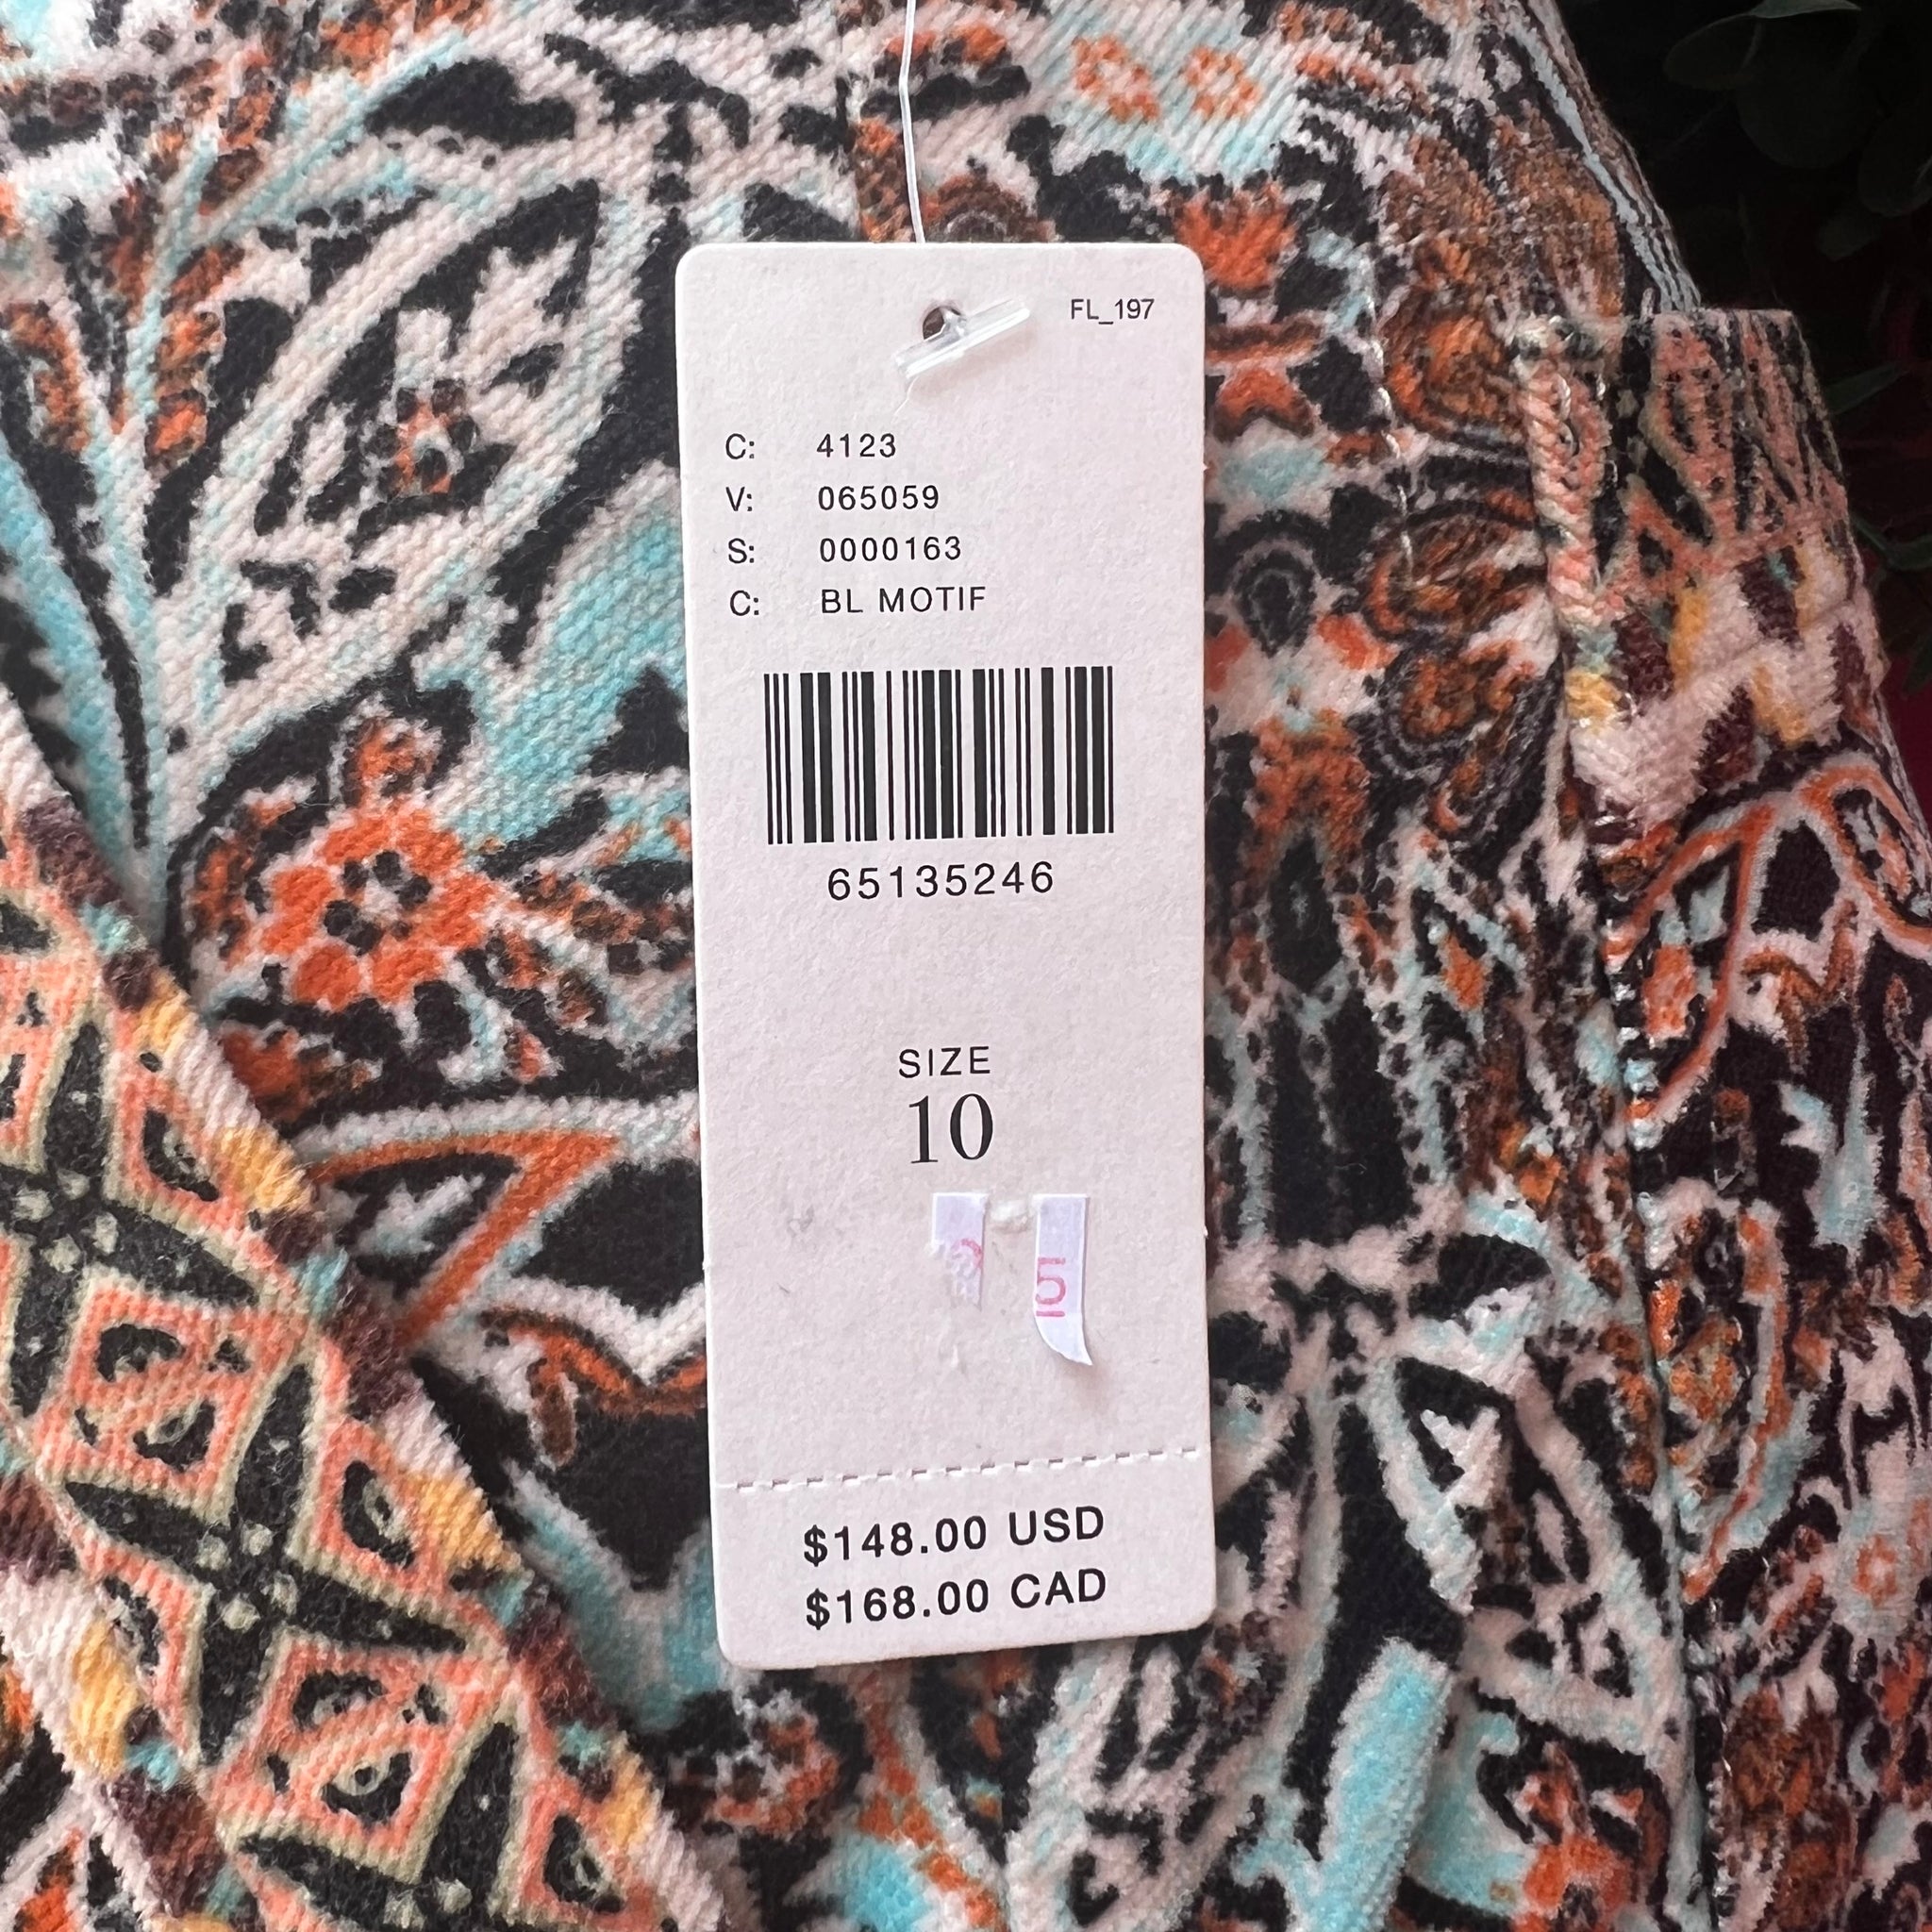 FL_197
C: 4123
V: 065059
S: 0000163
C: BL MOTIF
65135246
SIZE
10
5
$148.00 USD
$168.00 CAD